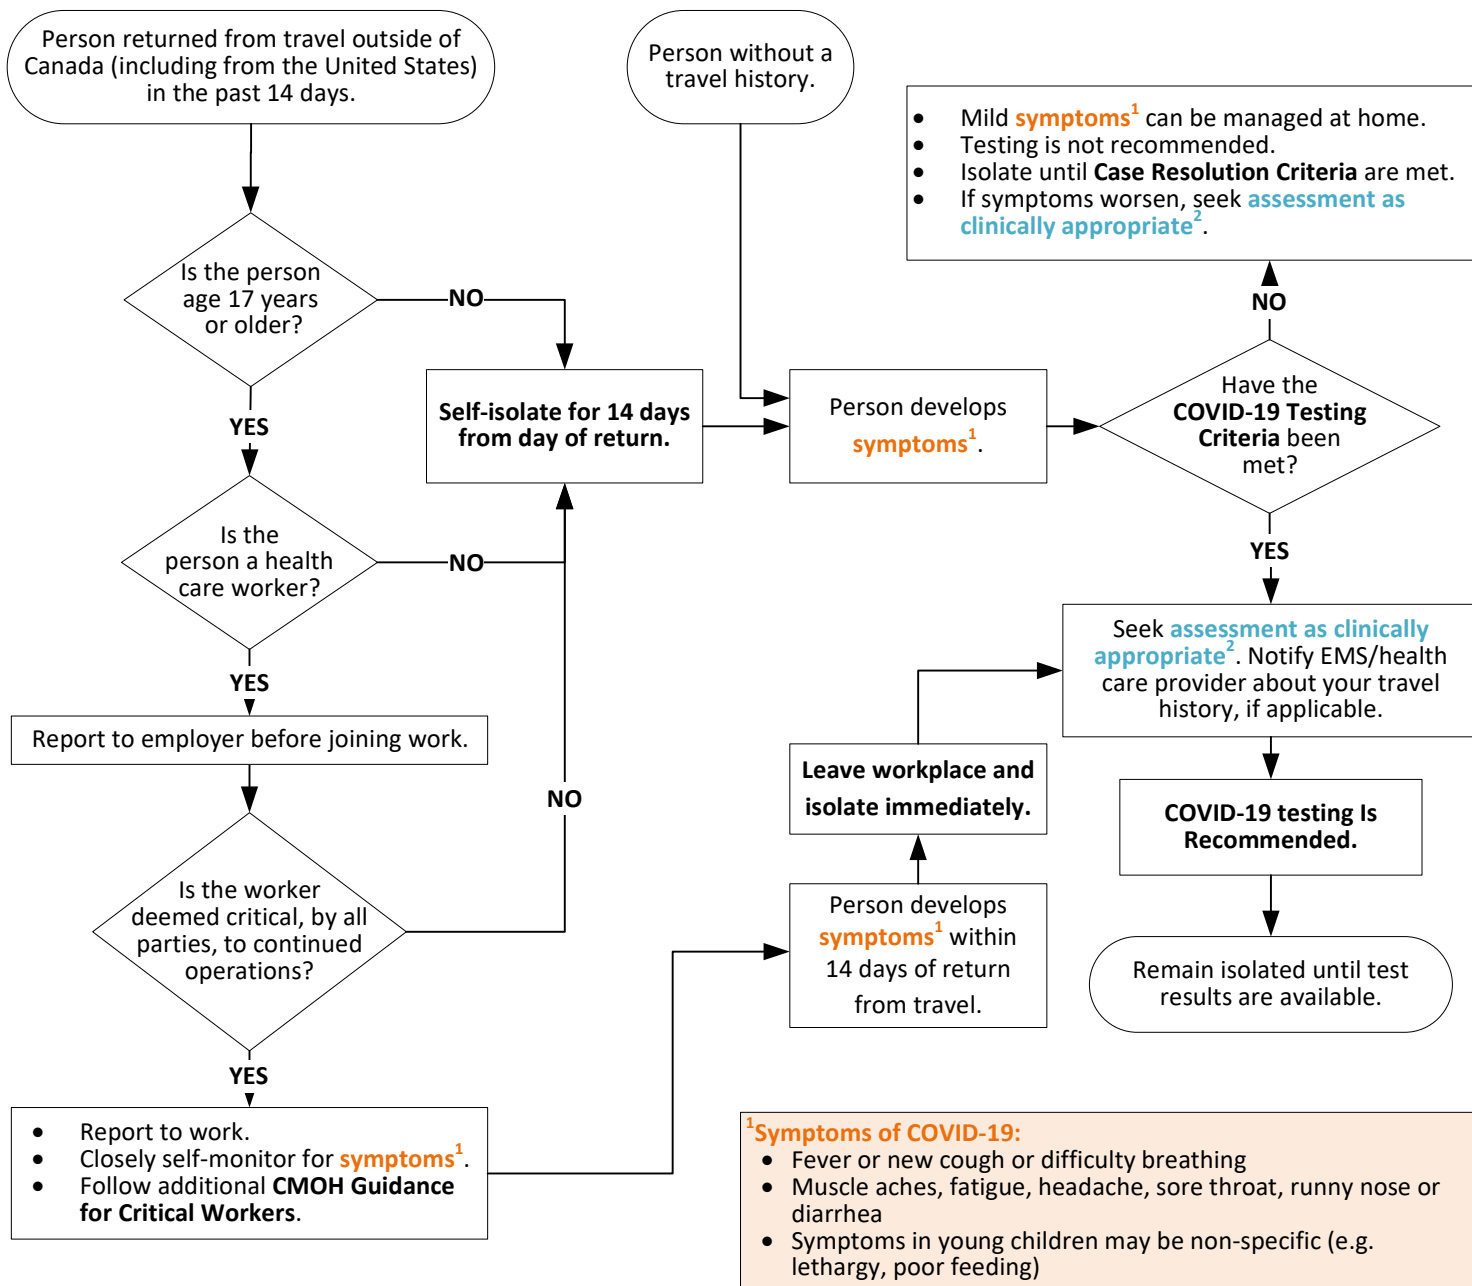 Person returned from travel outside of
Canada (including from the United States)
in the past 14 days.
Person without a
travel history.
• Mild symptoms¹ can be managed at home.
• Testing is not recommended.
• Isolate until Case Resolution Criteria are met.
• If symptoms worsen, seek assessment as
clinically appropriate².
Is the person
age 17 years
or older?
NO
NO
YES
Self-isolate for 14 days
from day of return.
Person develops
symptoms¹.
Have the
COVID-19 Testing
Criteria been
met?
Is the
person a health
care worker?
NO
YES
YES
Seek assessment as clinically
appropriate². Notify EMS/health
care provider about your travel
history, if applicable.
Report to employer before joining work.
NO
Leave workplace and
isolate immediately.
COVID-19 testing Is
Recommended.
Is the worker
deemed critical, by all
parties, to continued
operations?
Person develops
symptoms¹ within
14 days of return
from travel.
Remain isolated until test
results are available.
YES
• Report to work.
• Closely self-monitor for symptoms¹.
• Follow additional CMOH Guidance
for Critical Workers.
¹Symptoms of COVID-19:
• Fever or new cough or difficulty breathing
• Muscle aches, fatigue, headache, sore throat, runny nose or
diarrhea
• Symptoms in young children may be non-specific (e.g.
lethargy, poor feeding)